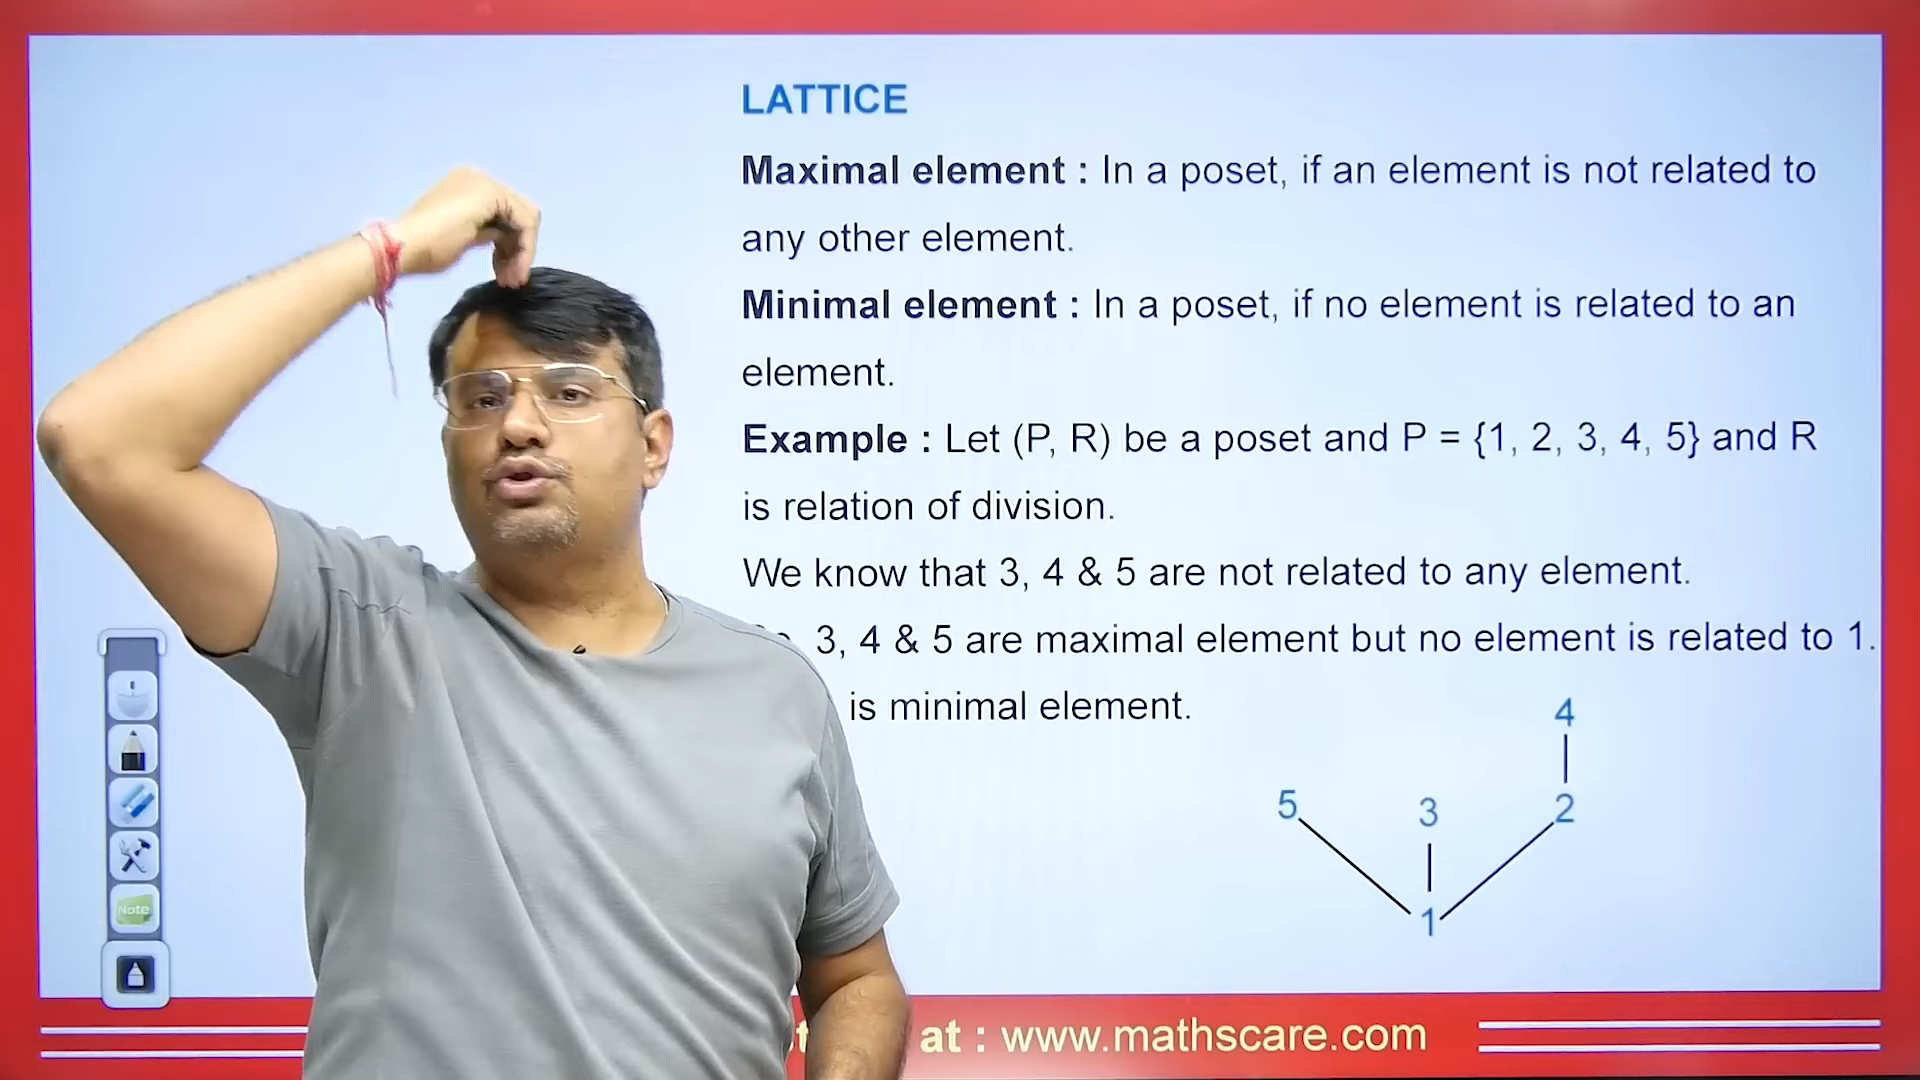 LATTICE
Maximal element : In a poset, if an element is not related to
any other element.
Minimal element : In a poset, if no element is related to an
element.
Example : Let (P, R) be a poset and P = {1, 2, 3, 4, 5} and R
is relation of division.
We know that 3, 4 & 5 are not related to any element.
3, 4 & 5 are maximal element but no element is related to 1.
is minimal element.
4
5 3 2
1
Note
at : www.mathscare.com